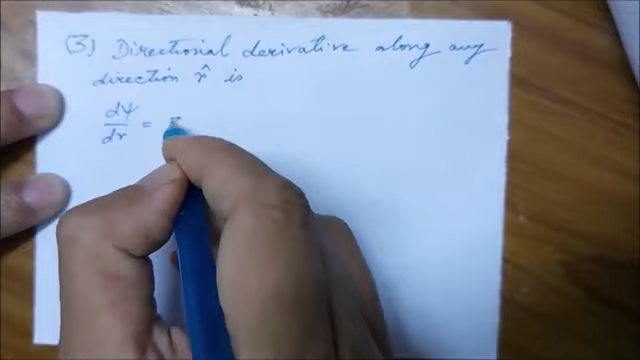 (3) Directional derivative along any
direction r̂ is
dψ/dr =